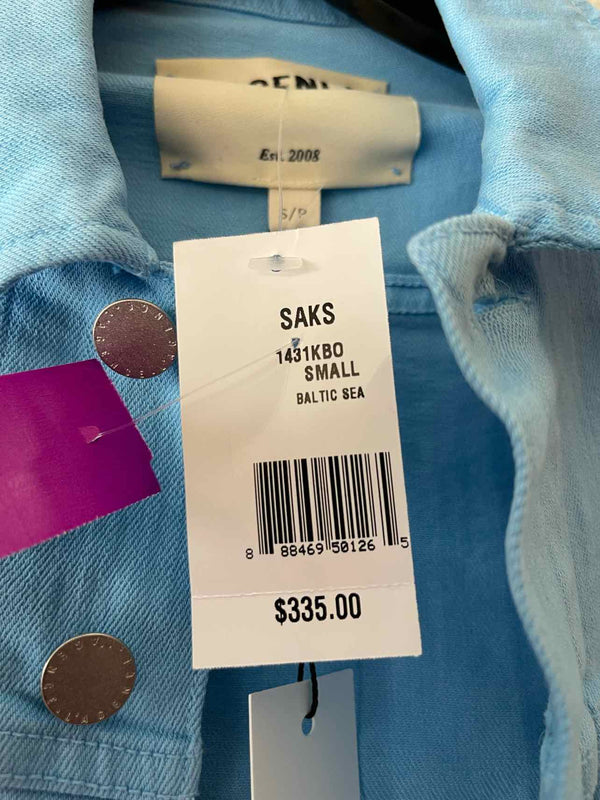 Est. 2008
S/P
SAKS
1431KBO
SMALL
BALTIC SEA
8 88469 50126 5
$335.00